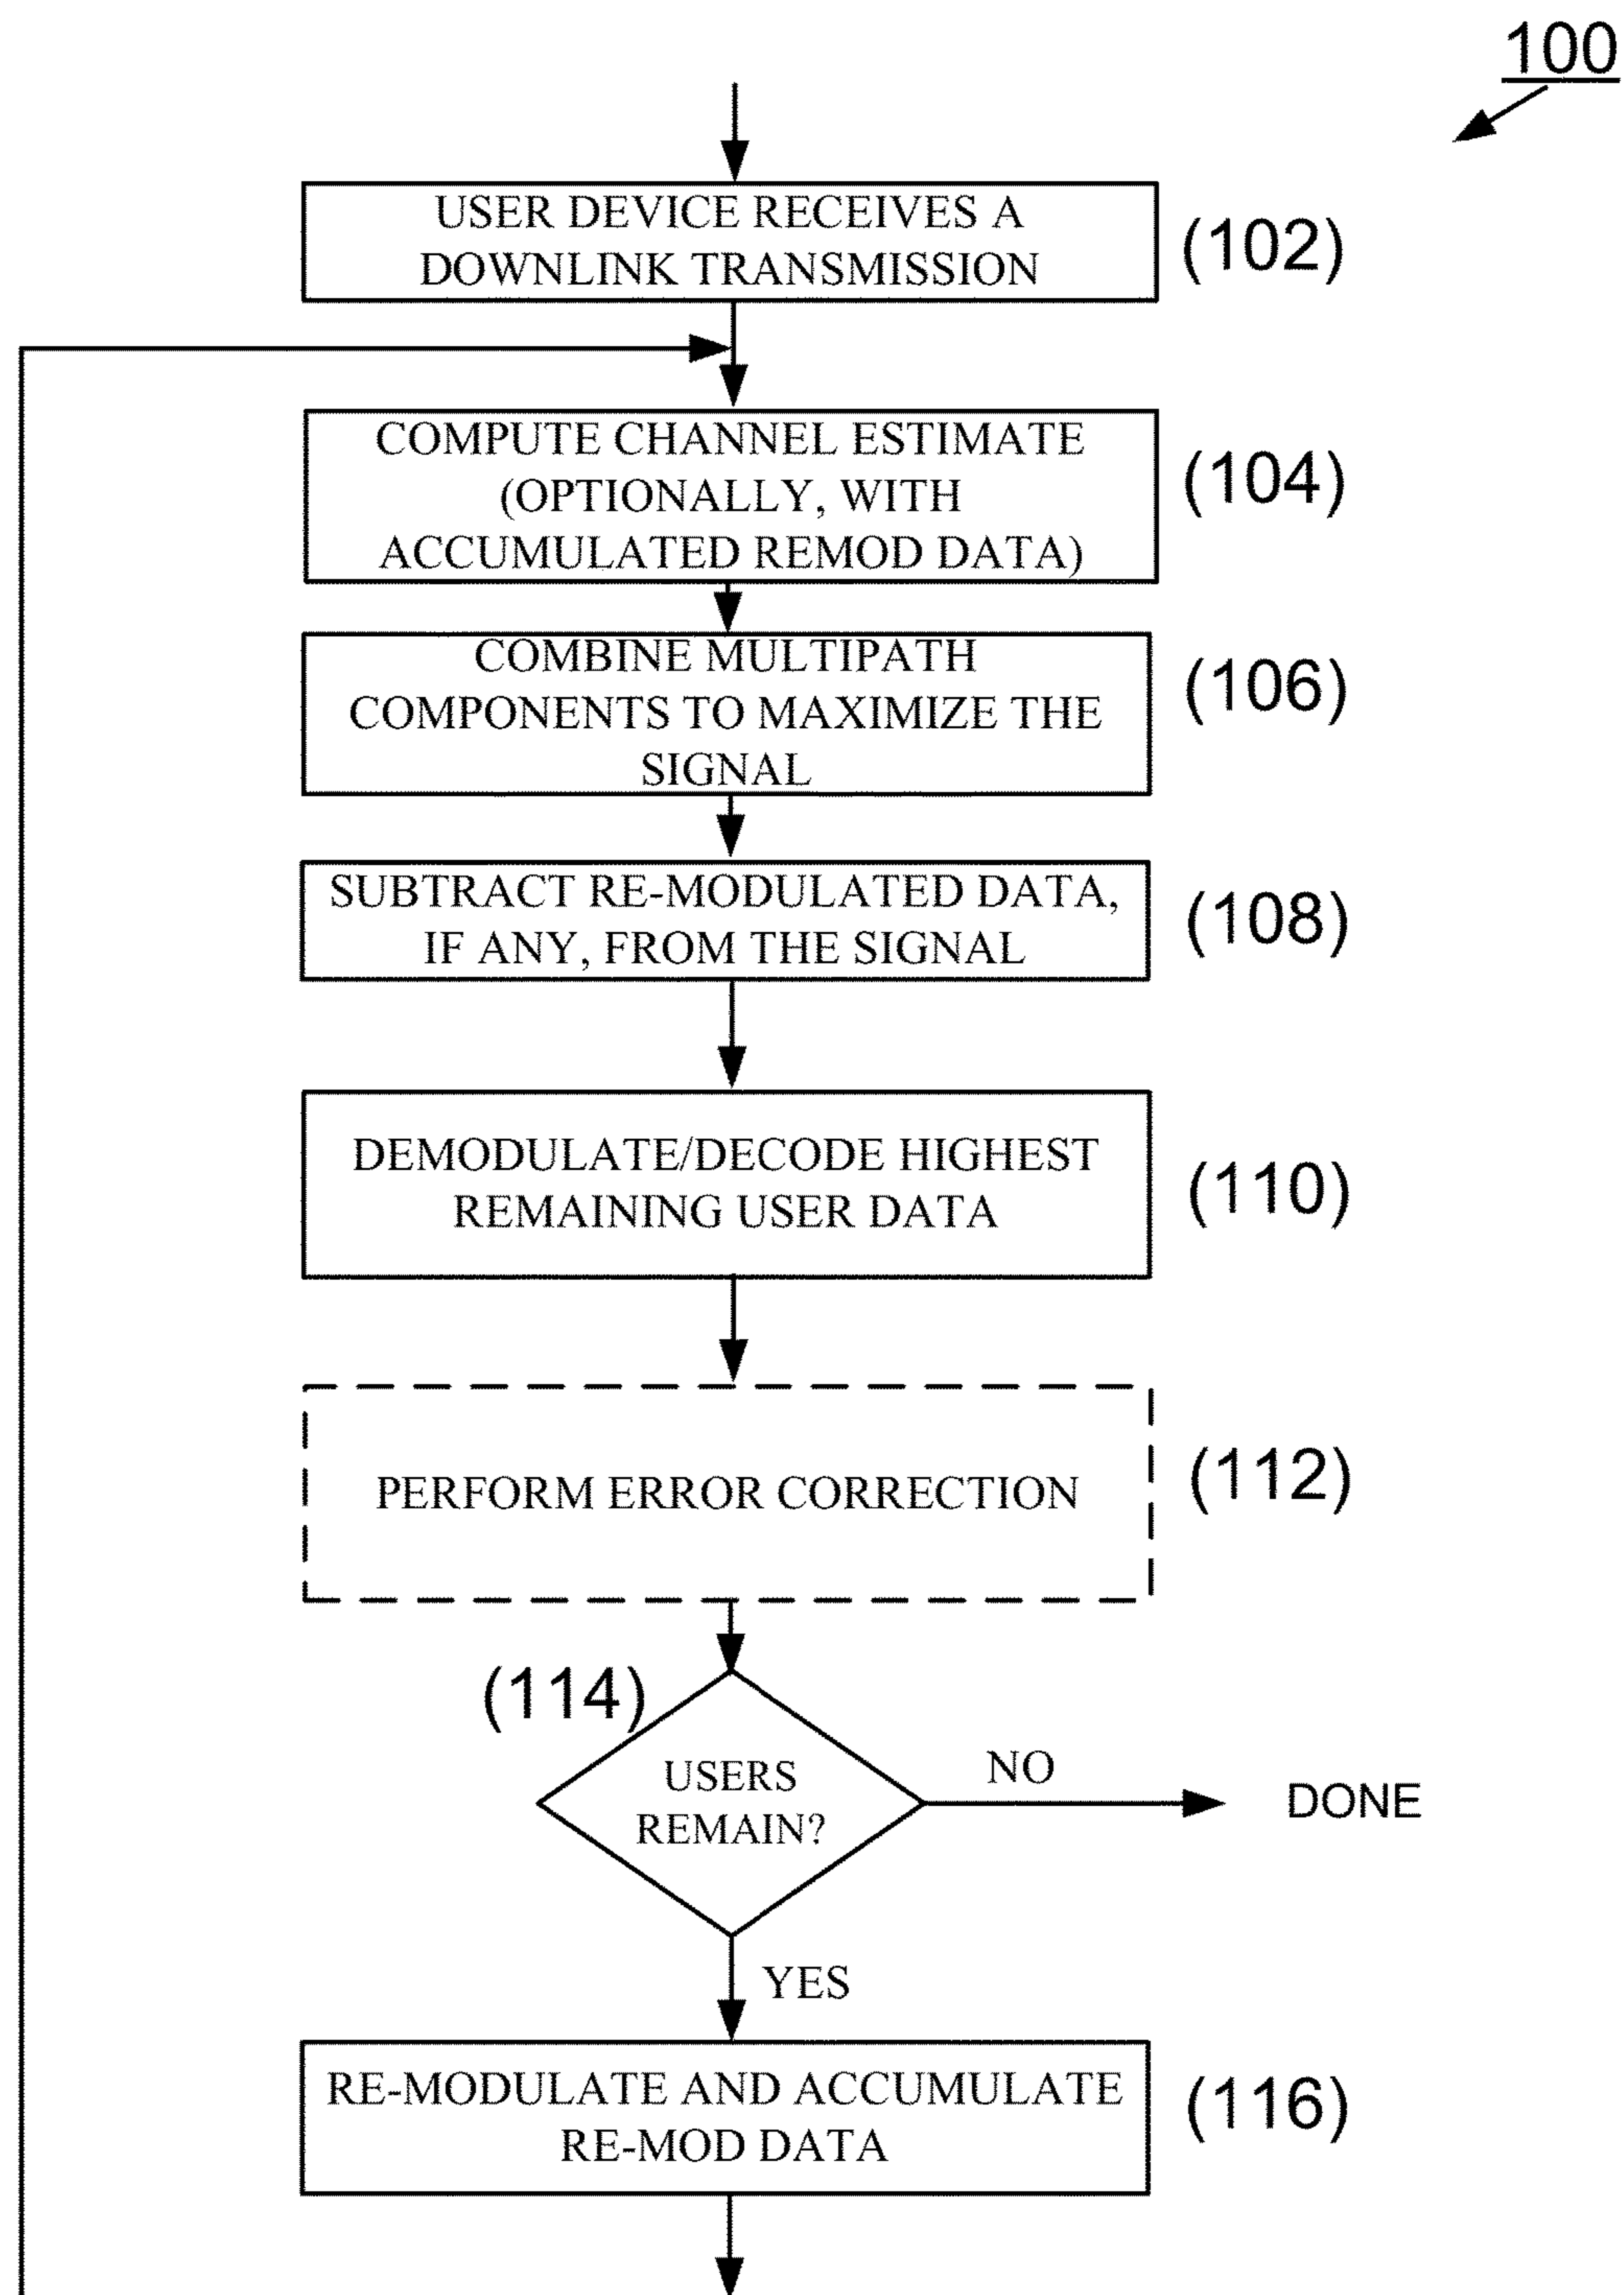 100
USER DEVICE RECEIVES A
DOWNLINK TRANSMISSION
(102)
COMPUTE CHANNEL ESTIMATE
(OPTIONALLY, WITH
ACCUMULATED REMOD DATA)
(104)
COMBINE MULTIPATH
COMPONENTS TO MAXIMIZE THE
SIGNAL
(106)
SUBTRACT RE-MODULATED DATA,
IF ANY, FROM THE SIGNAL
(108)
DEMODULATE/DECODE HIGHEST
REMAINING USER DATA
(110)
PERFORM ERROR CORRECTION
(112)
(114)
USERS
REMAIN?
NO
DONE
YES
RE-MODULATE AND ACCUMULATE
RE-MOD DATA
(116)